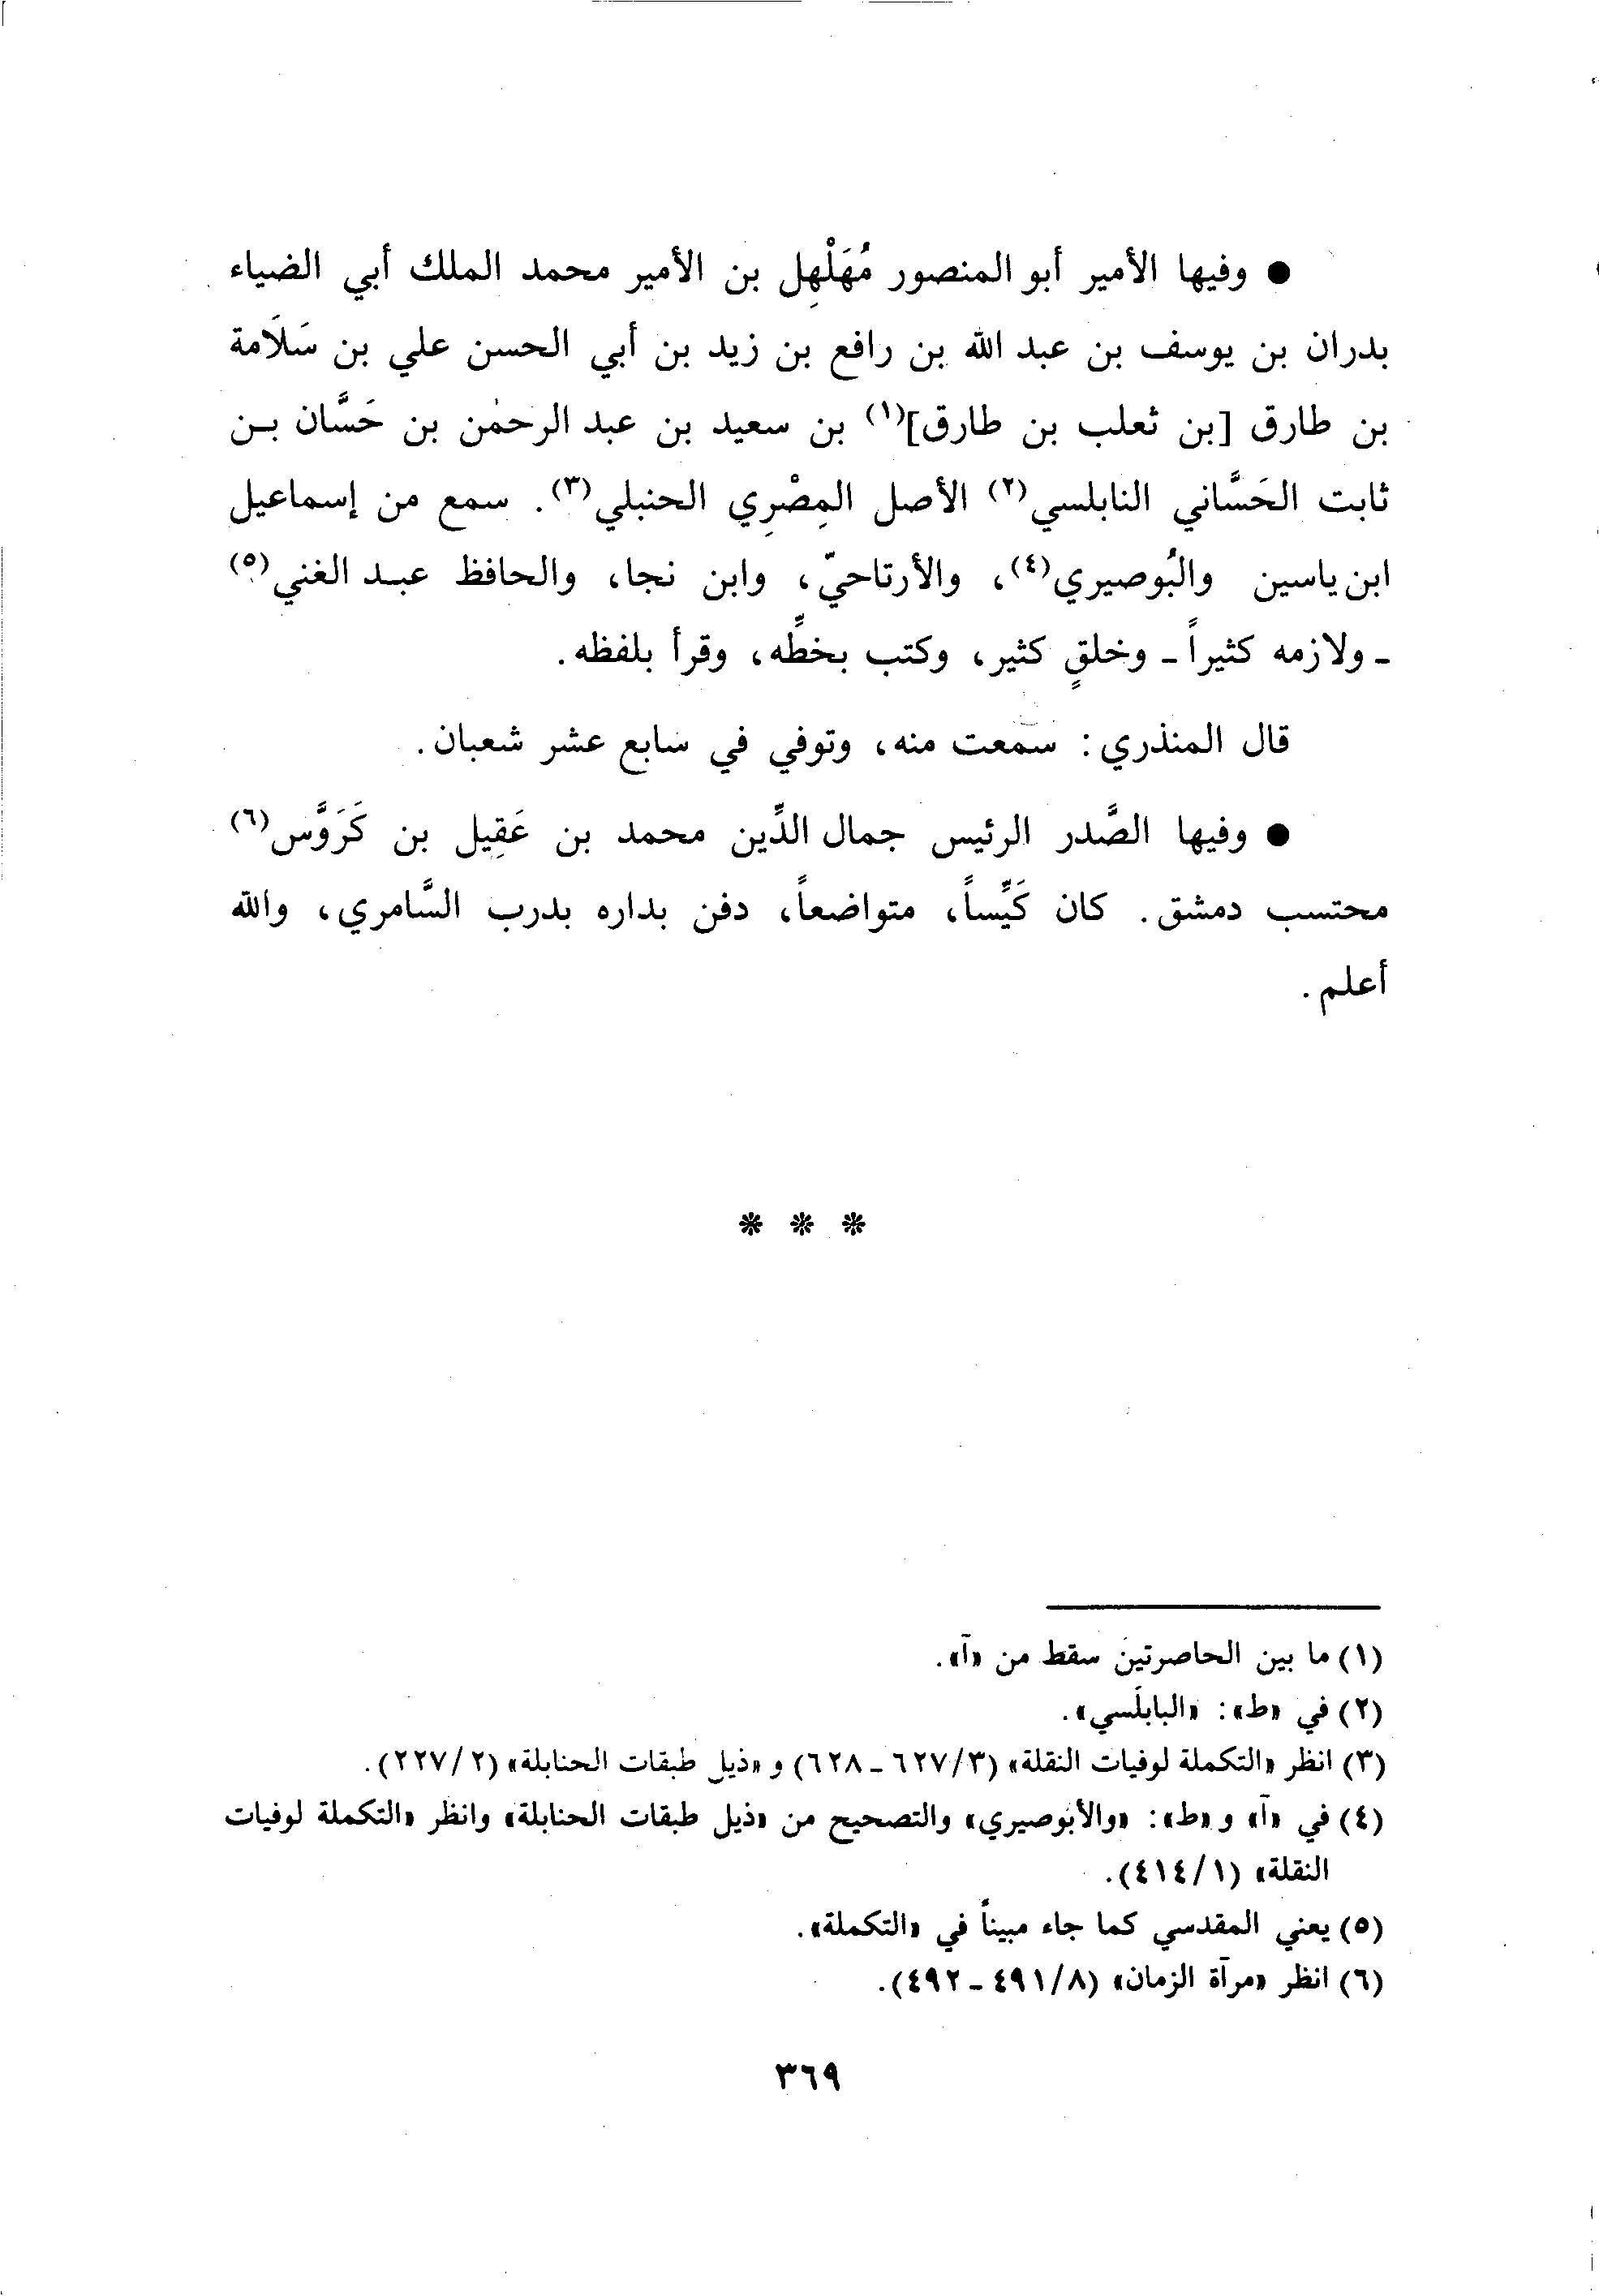 ● وفيها الأمير أبو المنصور مُهَلْهِل بن الأمير محمد الملك أبي الضياء
بدران بن يوسف بن عبد الله بن رافع بن زيد بن أبي الحسن علي بن سَلَامة
بن طارق [بن ثعلب بن طارق](١) بن سعيد بن عبد الرحمٰن بن حَسَّان بـن
ثابت الحَسَّاني النابلسي(٢) الأصل المِصْرِي الحنبلي(٣). سمع من إسماعيل
ابن ياسين والبُوصيري(٤)، والأرتاحيّ، وابن نجا، والحافظ عبـد الغني(٥)
ـ ولازمه كثيراً ـ وخلقٍ كثير، وكتب بخطِّه، وقرأ بلفظه.
قال المنذري: سمعت منه، وتوفي في سابع عشر شعبان.
● وفيها الصَّدر الرئيس جمال الدِّين محمد بن عَقِيل بن كَرَوَّس(٦)
محتسب دمشق. كان كَيِّساً، متواضعاً، دفن بداره بدرب السَّامري، والله
أعلم.
* * *
(١) ما بين الحاصرتين سقط من «آ».
(٢) في «ط»: «البابلَسي».
(٣) انظر «التكملة لوفيات النقلة» (٣/٦٢٧ ـ ٦٢٨) و «ذيل طبقات الحنابلة» (٢/٢٢٧).
(٤) في «آ» و «ط»: «والأبوصيري» والتصحيح من «ذيل طبقات الحنابلة» وانظر «التكملة لوفيات
النقلة» (١/٤١٤).
(٥) يعني المقدسي كما جاء مبيناً في «التكملة».
(٦) انظر «مرآة الزمان» (٨/٤٩١ ـ ٤٩٢).
٣٦٩